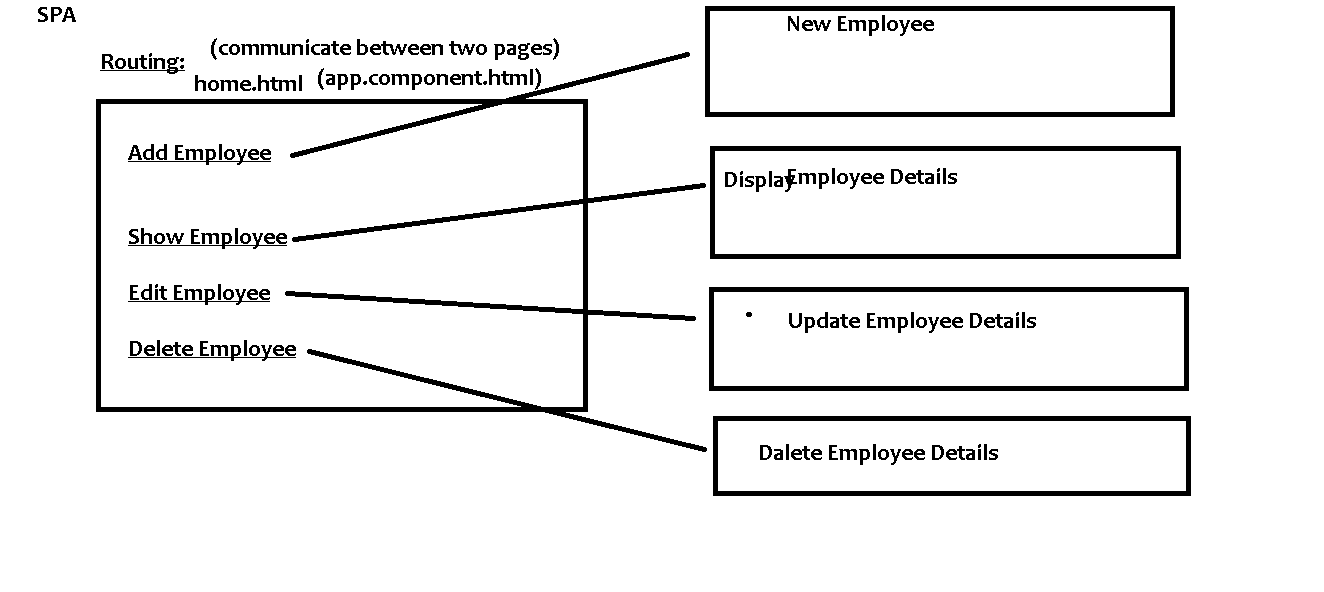 SPA
Routing: (communicate between two pages)
home.html (app.component.html)
Add Employee
Show Employee
Edit Employee
Delete Employee
New Employee
Display Employee Details
Update Employee Details
Dalete Employee Details